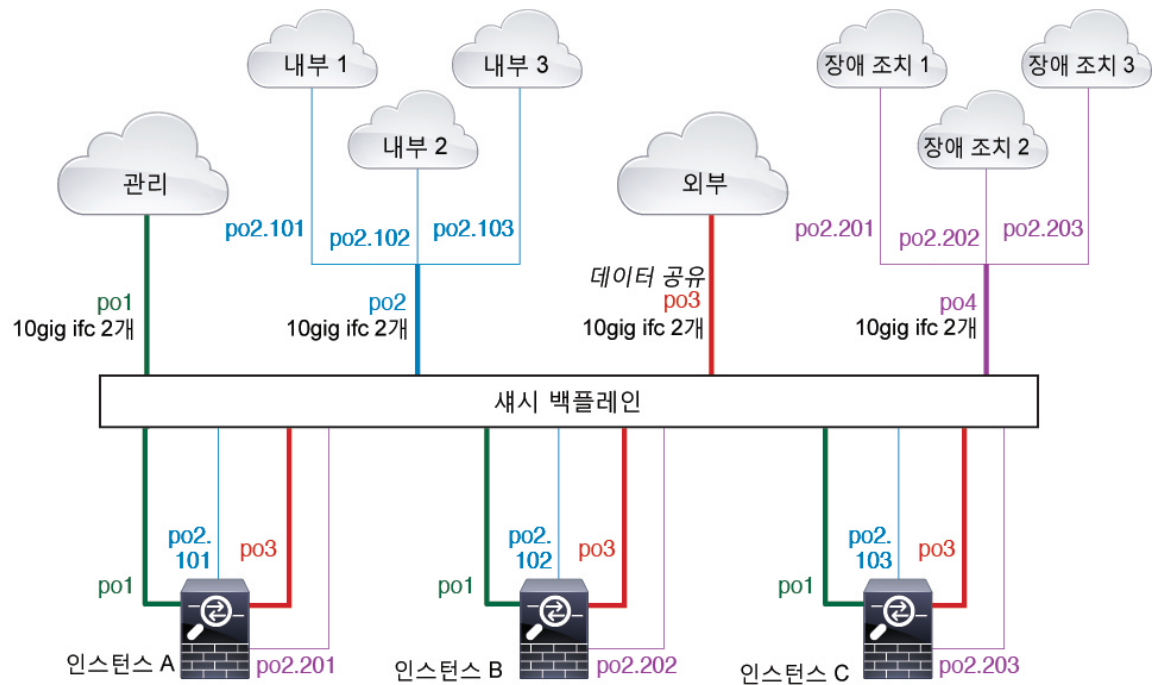 내부 1
내부 3
장애 조치 1
장애 조치 3
내부 2
장애 조치 2
관리
외부
po2.101
po2.102
po2.103
po2.201
po2.202
po2.203
데이터 공유
po1
po2
po3
po4
10gig ifc 2개
10gig ifc 2개
10gig ifc 2개
10gig ifc 2개
섀시 백플레인
po2.
101
po3
po2.
102
po3
po2.
103
po3
po1
po1
po1
인스턴스 A
po2.201
인스턴스 B
po2.202
인스턴스 C
po2.203